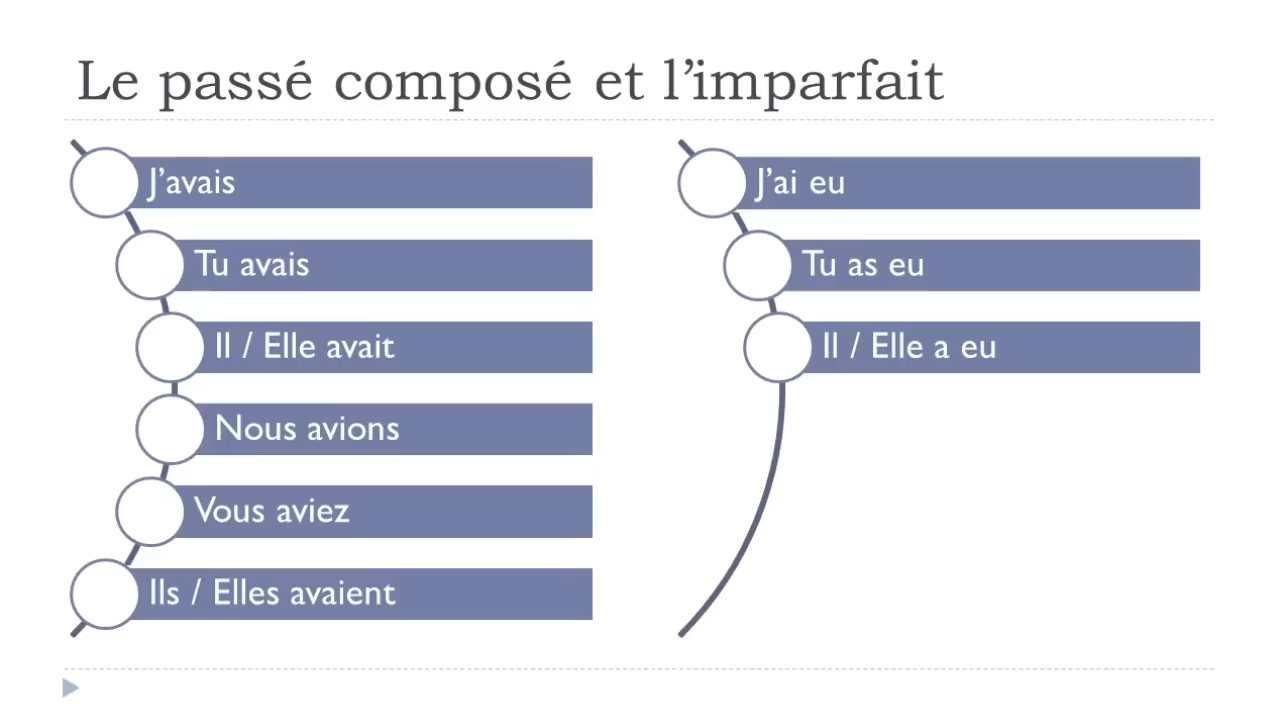 Le passé composé et l’imparfait
J’avais
Tu avais
Il / Elle avait
Nous avions
Vous aviez
Ils / Elles avaient
J’ai eu
Tu as eu
Il / Elle a eu